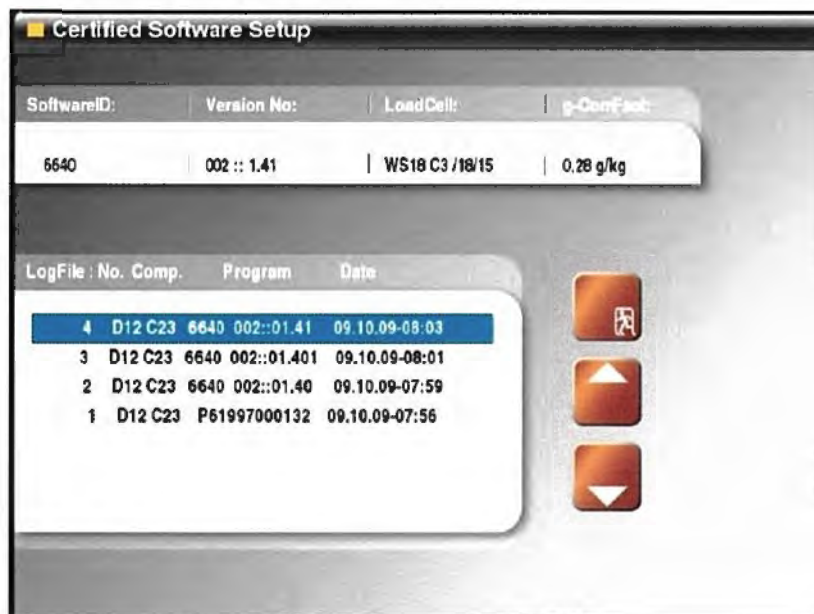 Certified Software Setup
SoftwareID: Version No: LoadCell: g-CorrFact:
6640 002 :: 1.41 WS18 C3 /18/15 0.28 g/kg
LogFile : No. Comp. Program Date
4 D12 C23 6640 002::01.41 09.10.09-08:03
3 D12 C23 6640 002::01.401 09.10.09-08:01
2 D12 C23 6640 002::01.40 09.10.09-07:59
1 D12 C23 P61997000132 09.10.09-07:56